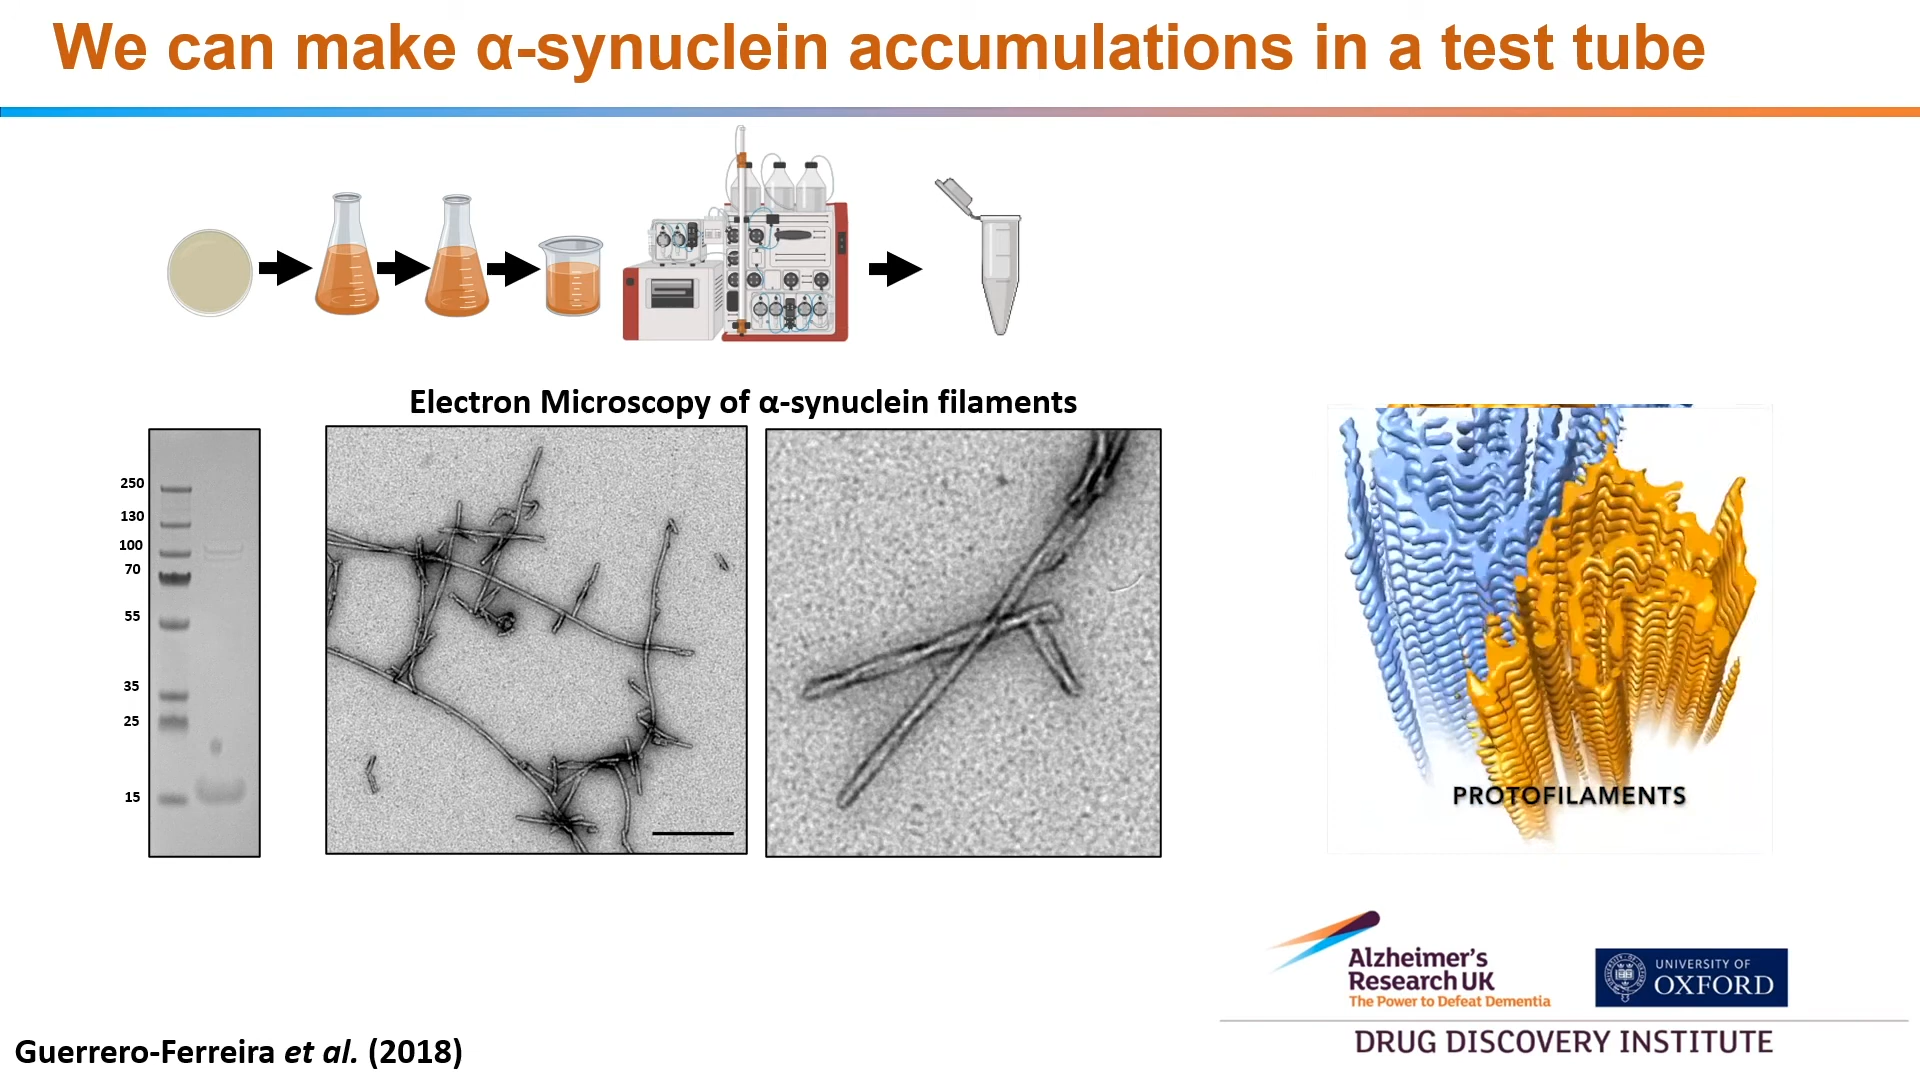 We can make α-synuclein accumulations in a test tube
Electron Microscopy of α-synuclein filaments
250
130
100
70
55
35
25
15
PROTOFILAMENTS
Alzheimer's
Research UK
The Power to Defeat Dementia
UNIVERSITY OF
OXFORD
DRUG DISCOVERY INSTITUTE
Guerrero-Ferreira et al. (2018)